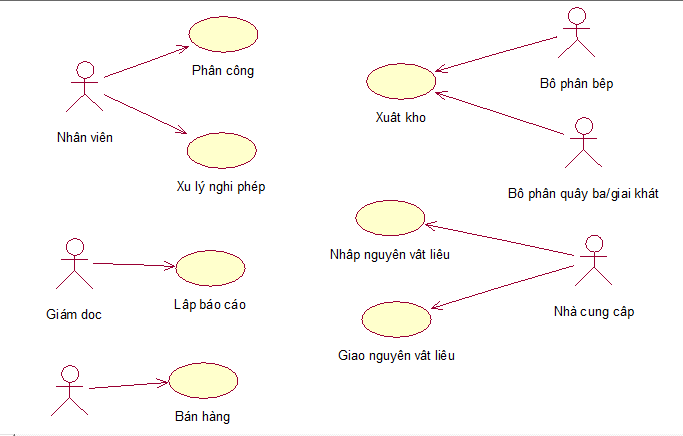 Phân công
Nhân viên
Xu lý nghi phép
Giám doc
Lâp báo cáo
Bán hàng
Bô phân bêp
Xuât kho
Bô phân quây ba/giai khát
Nhâp nguyên vât liêu
Nhà cung câp
Giao nguyên vât liêu